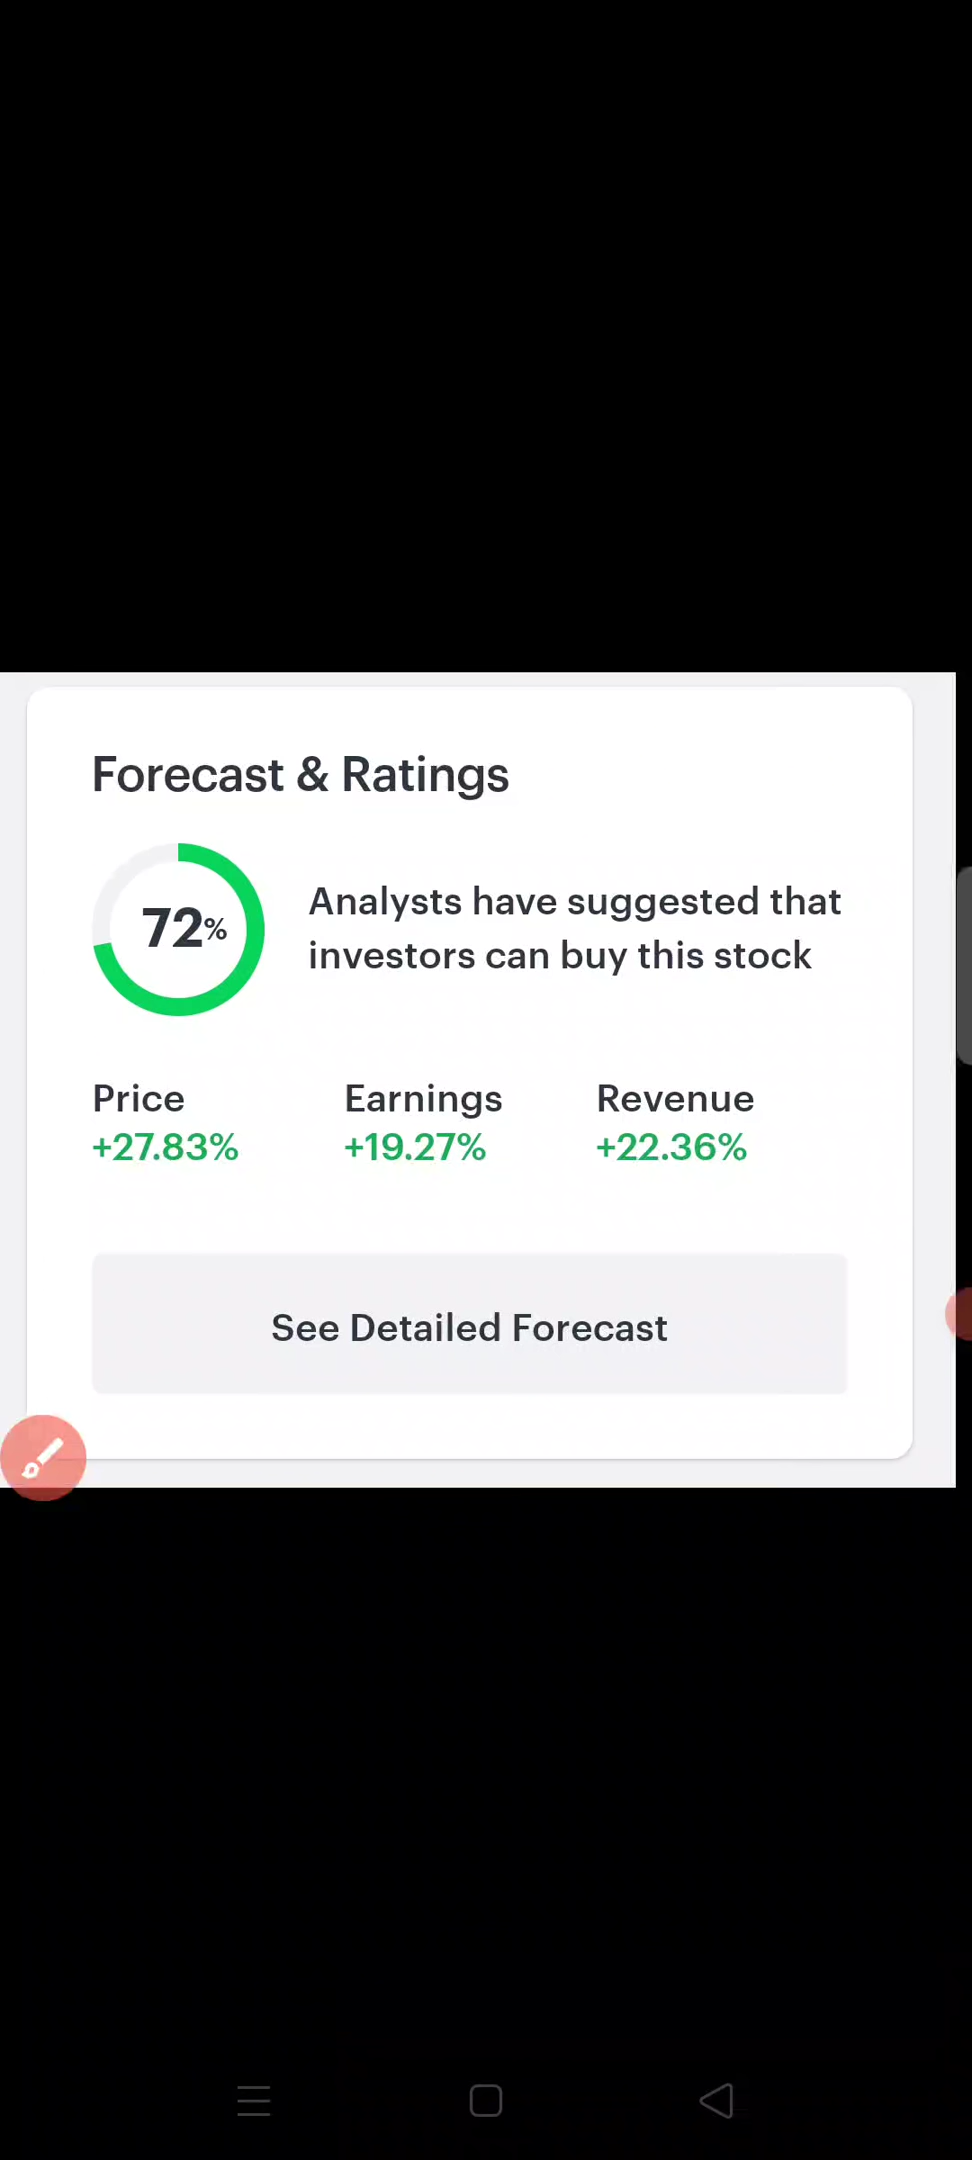 Forecast & Ratings
72%
Analysts have suggested that
investors can buy this stock
Price Earnings Revenue
+27.83% +19.27% +22.36%
See Detailed Forecast